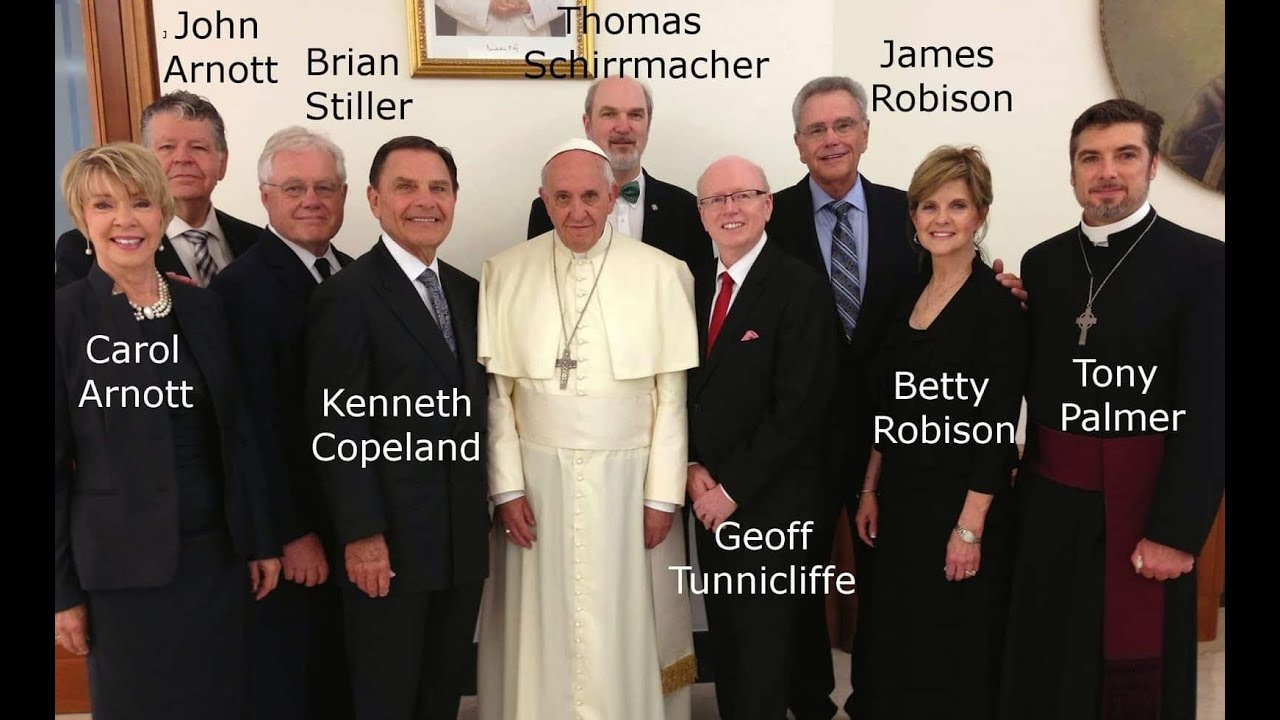 John
Arnott
Brian
Stiller
Thomas
Schirrmacher
James
Robison
Carol
Arnott
Kenneth
Copeland
Geoff
Tunnicliffe
Betty
Robison
Tony
Palmer